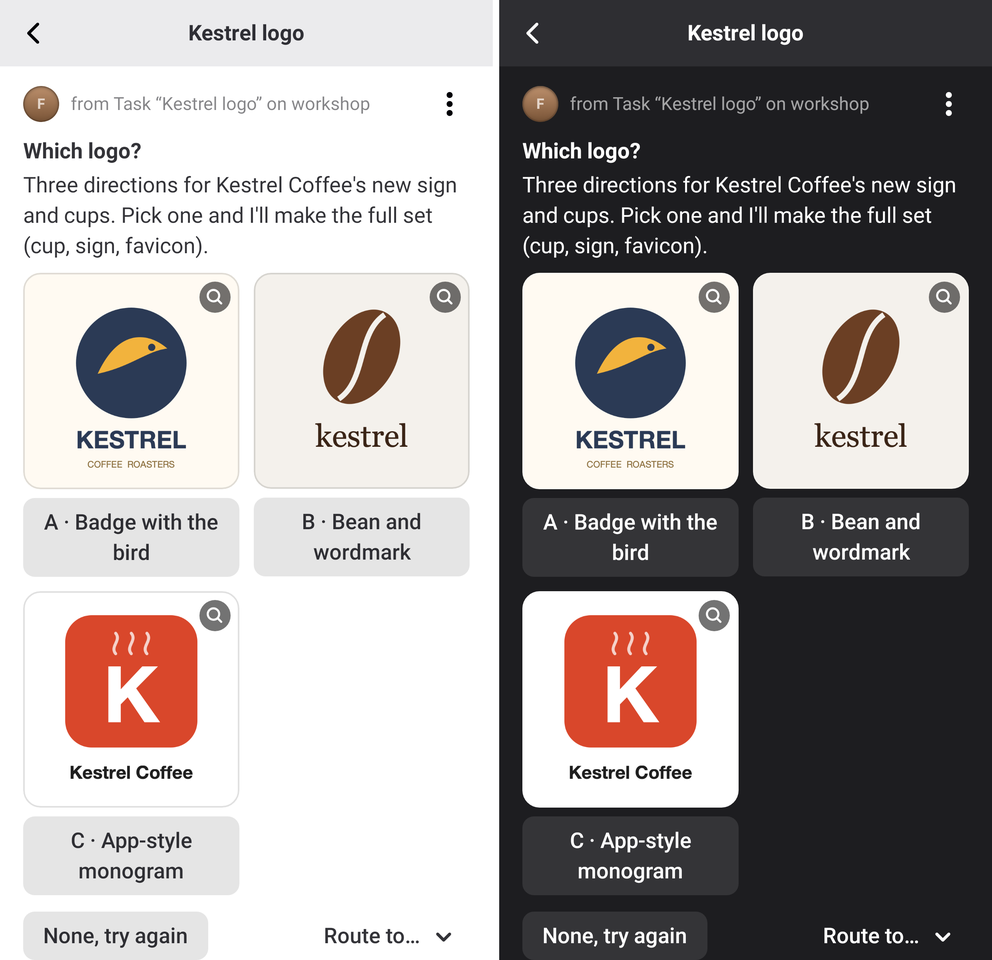 Kestrel logo
F
from Task “Kestrel logo” on workshop
Which logo?
Three directions for Kestrel Coffee's new sign
and cups. Pick one and I'll make the full set
(cup, sign, favicon).
KESTREL
COFFEE ROASTERS
kestrel
A · Badge with the
bird
B · Bean and
wordmark
K
Kestrel Coffee
C · App-style
monogram
None, try again
Route to...
Kestrel logo
F
from Task “Kestrel logo” on workshop
Which logo?
Three directions for Kestrel Coffee's new sign
and cups. Pick one and I'll make the full set
(cup, sign, favicon).
KESTREL
COFFEE ROASTERS
kestrel
A · Badge with the
bird
B · Bean and
wordmark
K
Kestrel Coffee
C · App-style
monogram
None, try again
Route to...